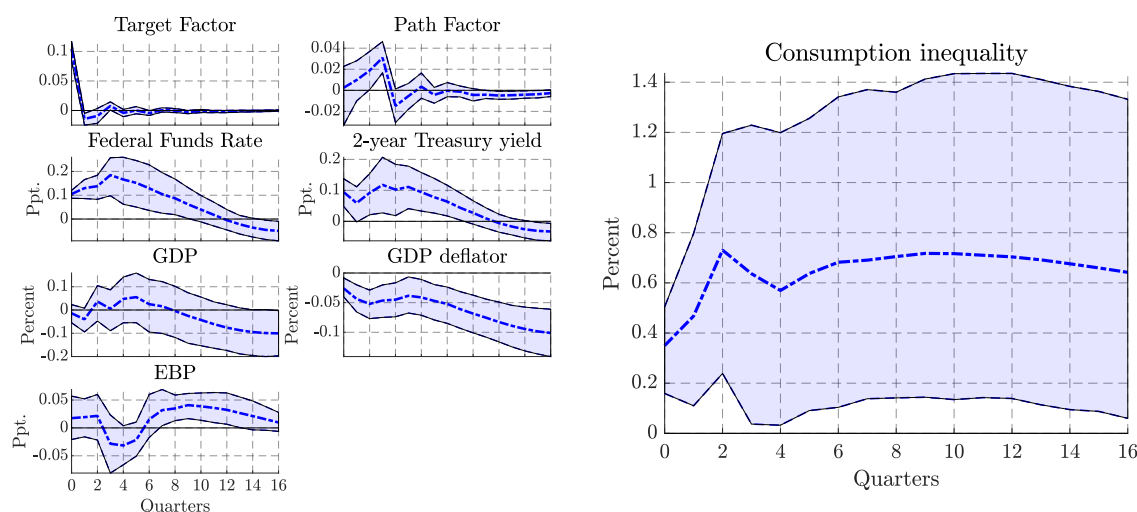 Target Factor
Path Factor
0.1
0.05
0
0.04
0.02
0
-0.02
Federal Funds Rate
2-year Treasury yield
Ppt.
0.2
0.1
0
Ppt.
0.2
0.1
0
GDP
GDP deflator
Percent
0.1
0
-0.1
-0.2
Percent
0
-0.05
-0.1
EBP
Ppt.
0.05
0
-0.05
0 2 4 6 8 10 12 14 16
Quarters
Consumption inequality
Percent
1.4
1.2
1
0.8
0.6
0.4
0.2
0
0 2 4 6 8 10 12 14 16
Quarters